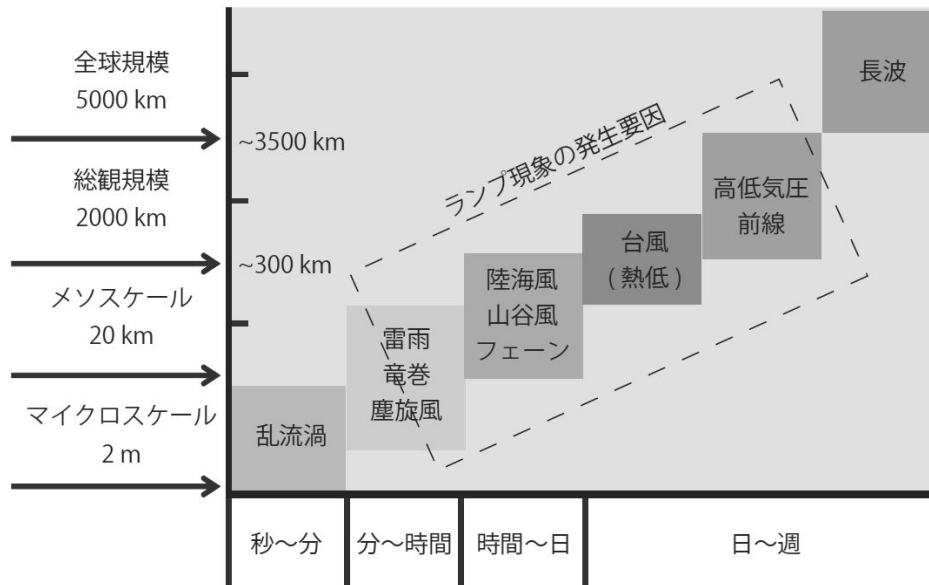 全球規模
5000 km
~3500 km
総観規模
2000 km
~300 km
メソスケール
20 km
マイクロスケール
2 m
長波
ランプ現象の発生要因
高低気圧
前線
台風
( 熱低 )
陸海風
山谷風
フェーン
雷雨
竜巻
塵旋風
乱流渦
秒～分
分～時間
時間～日
日～週